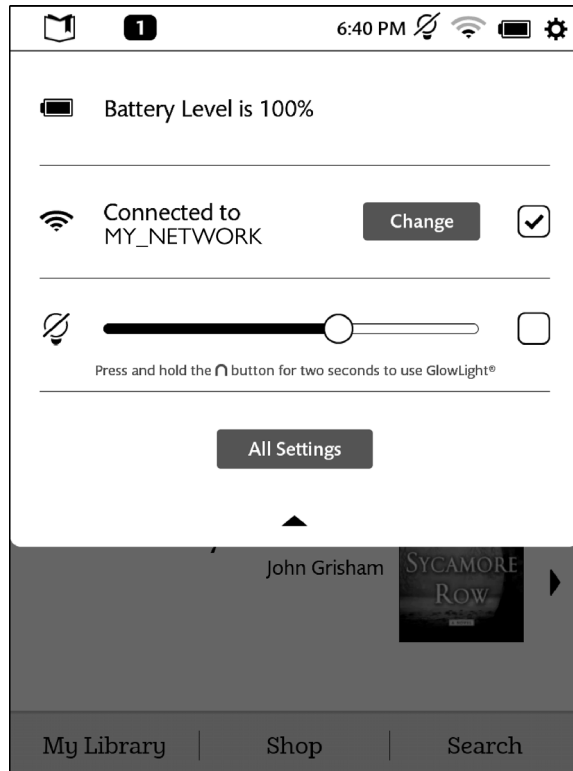 1
6:40 PM
Battery Level is 100%
Connected to
MY_NETWORK
Change
Press and hold the n button for two seconds to use GlowLight®
All Settings
John Grisham
SYCAMORE
ROW
My Library
Shop
Search